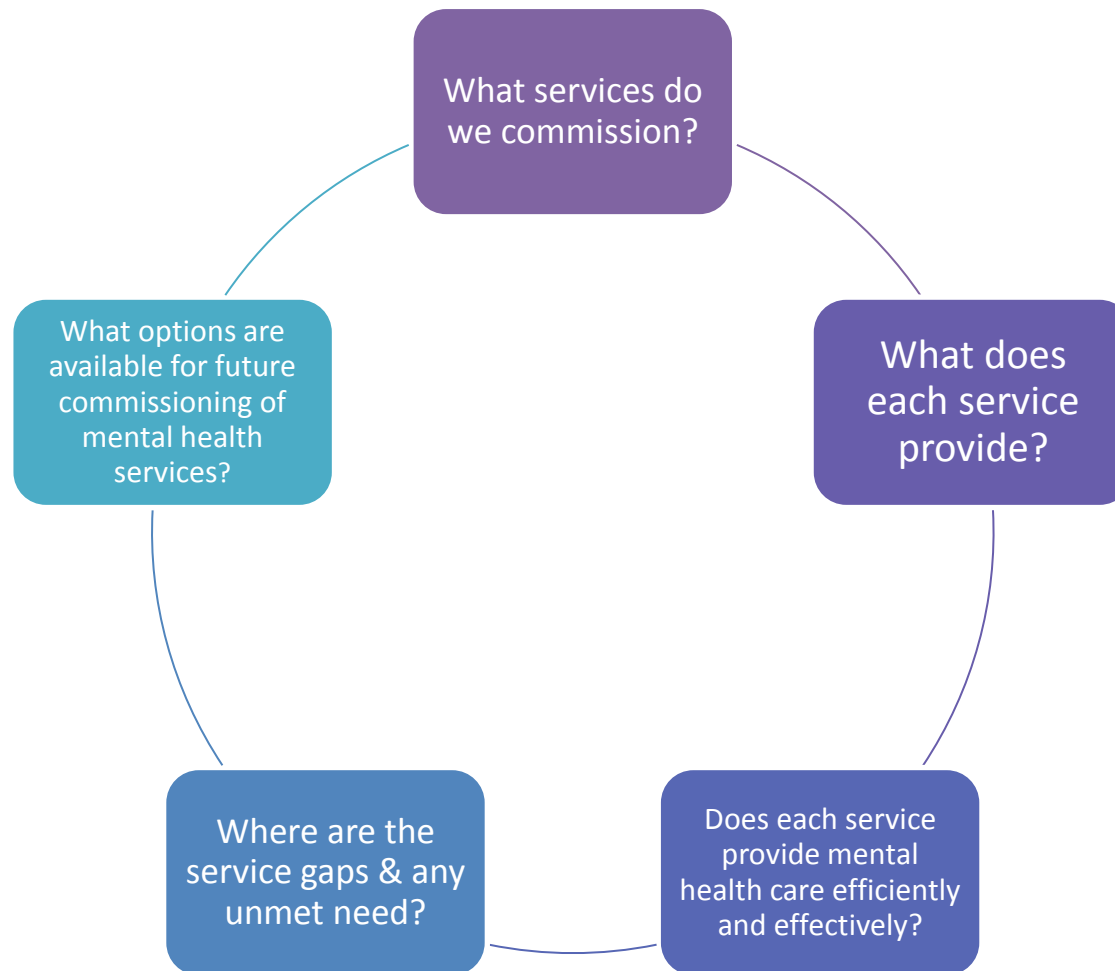 What services do
we commission?
What does
each service
provide?
Does each service
provide mental
health care efficiently
and effectively?
Where are the
service gaps & any
unmet need?
What options are
available for future
commissioning of
mental health
services?